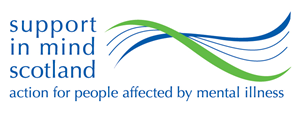 support
in mind
scotland
action for people affected by mental illness